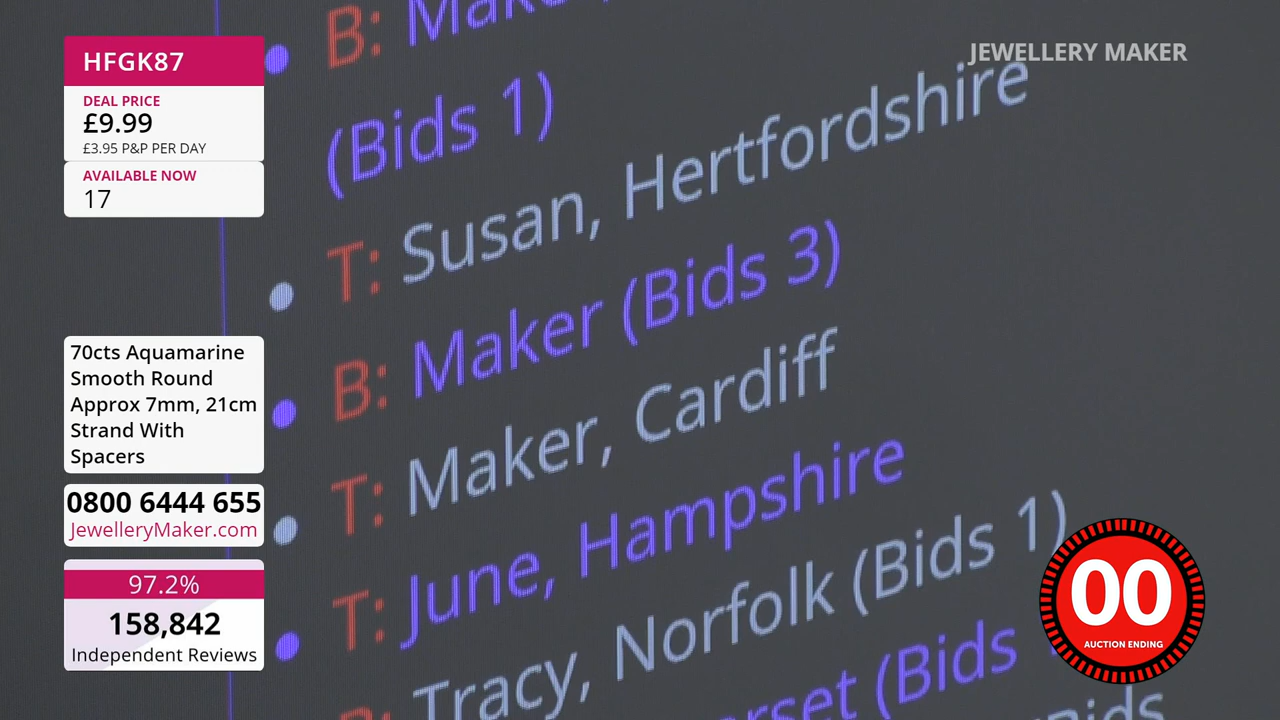 HFGK87
DEAL PRICE
£9.99
£3.95 P&P PER DAY
AVAILABLE NOW
17
70cts Aquamarine
Smooth Round
Approx 7mm, 21cm
Strand With
Spacers
0800 6444 655
JewelleryMaker.com
97.2%
158,842
Independent Reviews
JEWELLERY MAKER
B:
(Bids 1)
T: Susan, Hertfordshire
B: Maker (Bids 3)
T: Maker, Cardiff
T: June, Hampshire
Tracy, Norfolk (Bids 1)
(Bids
00
AUCTION ENDING